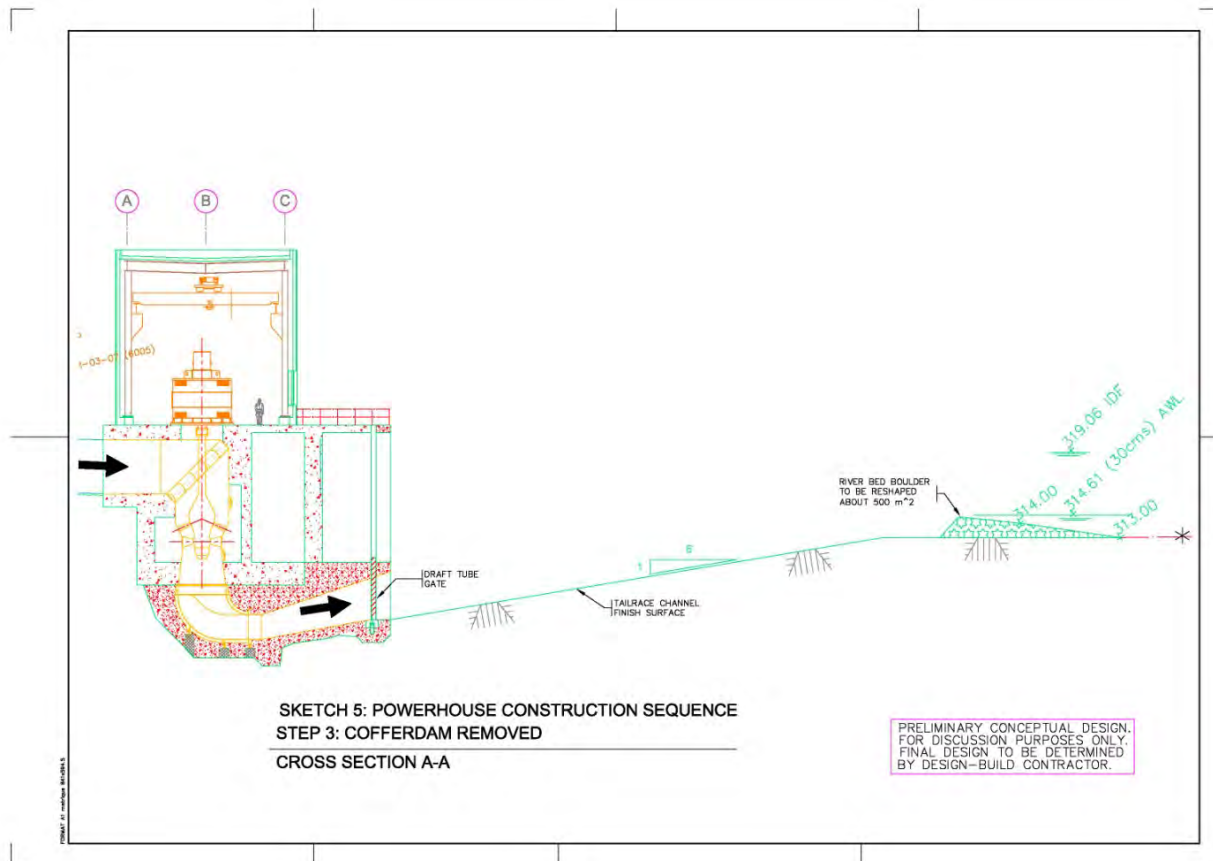 A
B
C
1-03-07 (6005)
319.06 IDF
314.61 (30cms) AWL
314.00
313.00
RIVER BED BOULDER
TO BE RESHAPED
ABOUT 500 m^2
1
DRAFT TUBE
GATE
TAILRACE CHANNEL
FINISH SURFACE
SKETCH 5: POWERHOUSE CONSTRUCTION SEQUENCE
STEP 3: COFFERDAM REMOVED
CROSS SECTION A-A
PRELIMINARY CONCEPTUAL DESIGN.
FOR DISCUSSION PURPOSES ONLY.
FINAL DESIGN TO BE DETERMINED
BY DESIGN-BUILD CONTRACTOR.